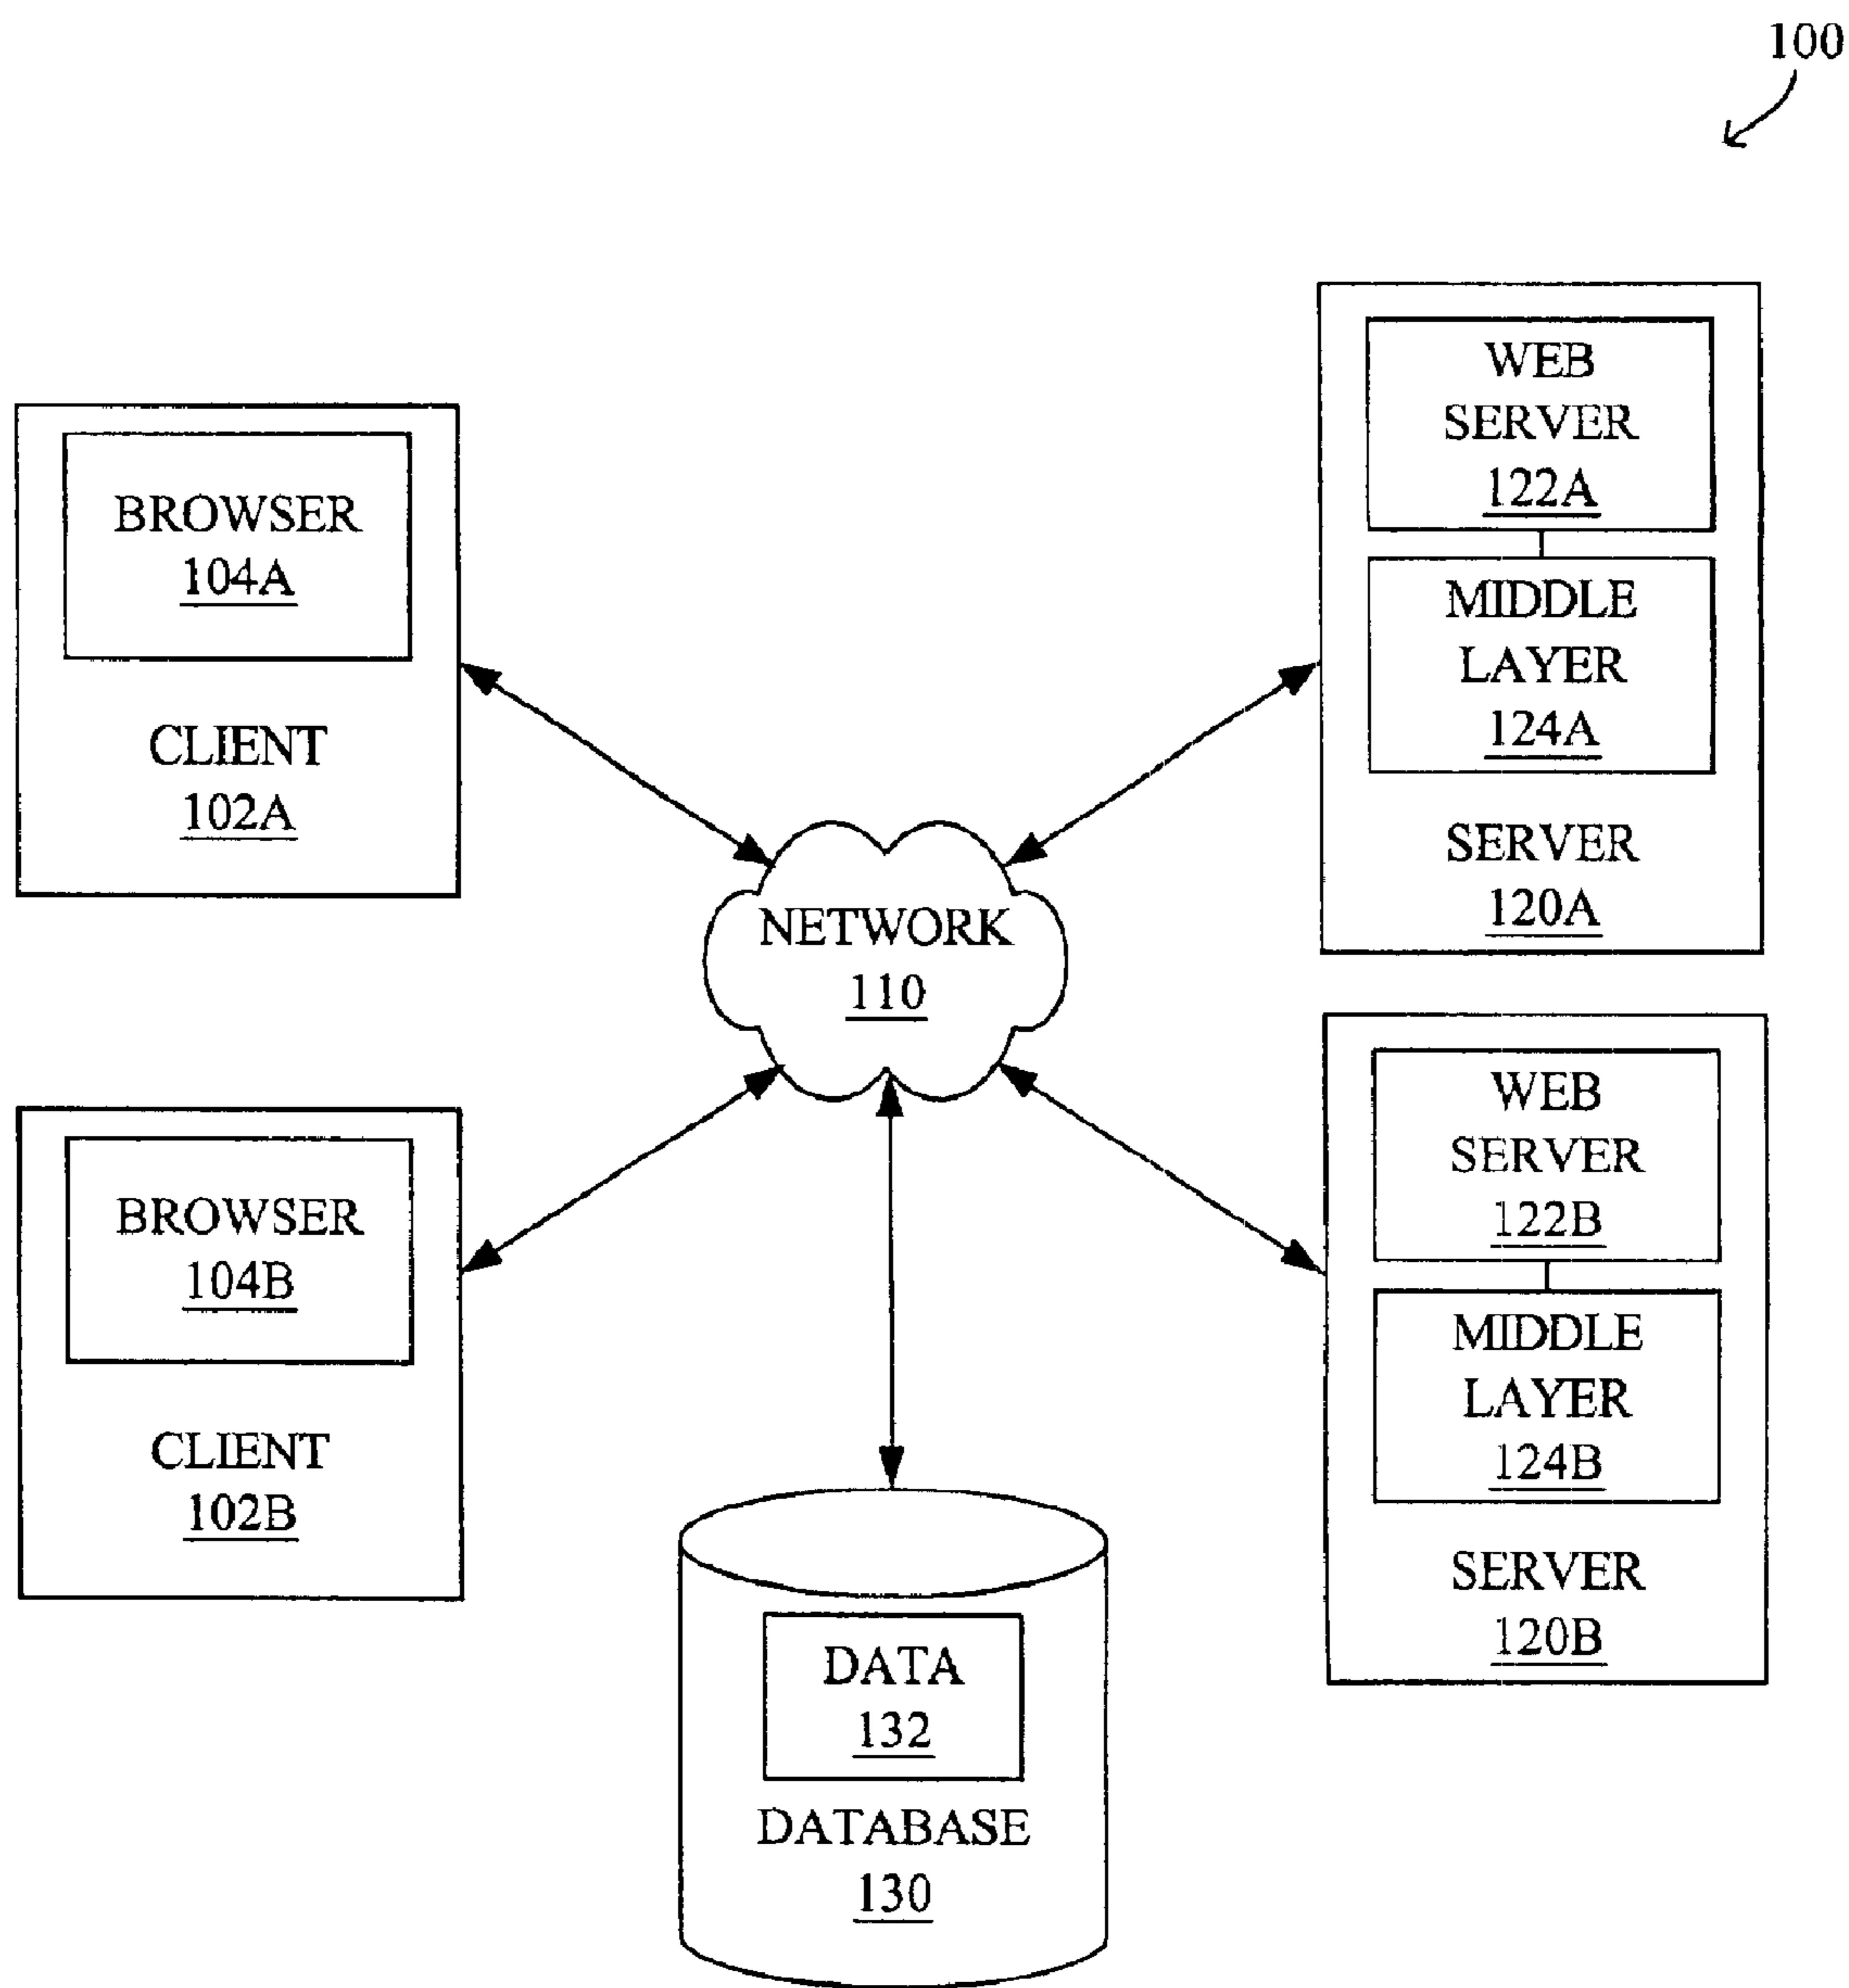 100
WEB
SERVER
122A
MIDDLE
LAYER
124A
SERVER
120A
BROWSER
104A
CLIENT
102A
NETWORK
110
BROWSER
104B
CLIENT
102B
WEB
SERVER
122B
MIDDLE
LAYER
124B
SERVER
120B
DATA
132
DATABASE
130